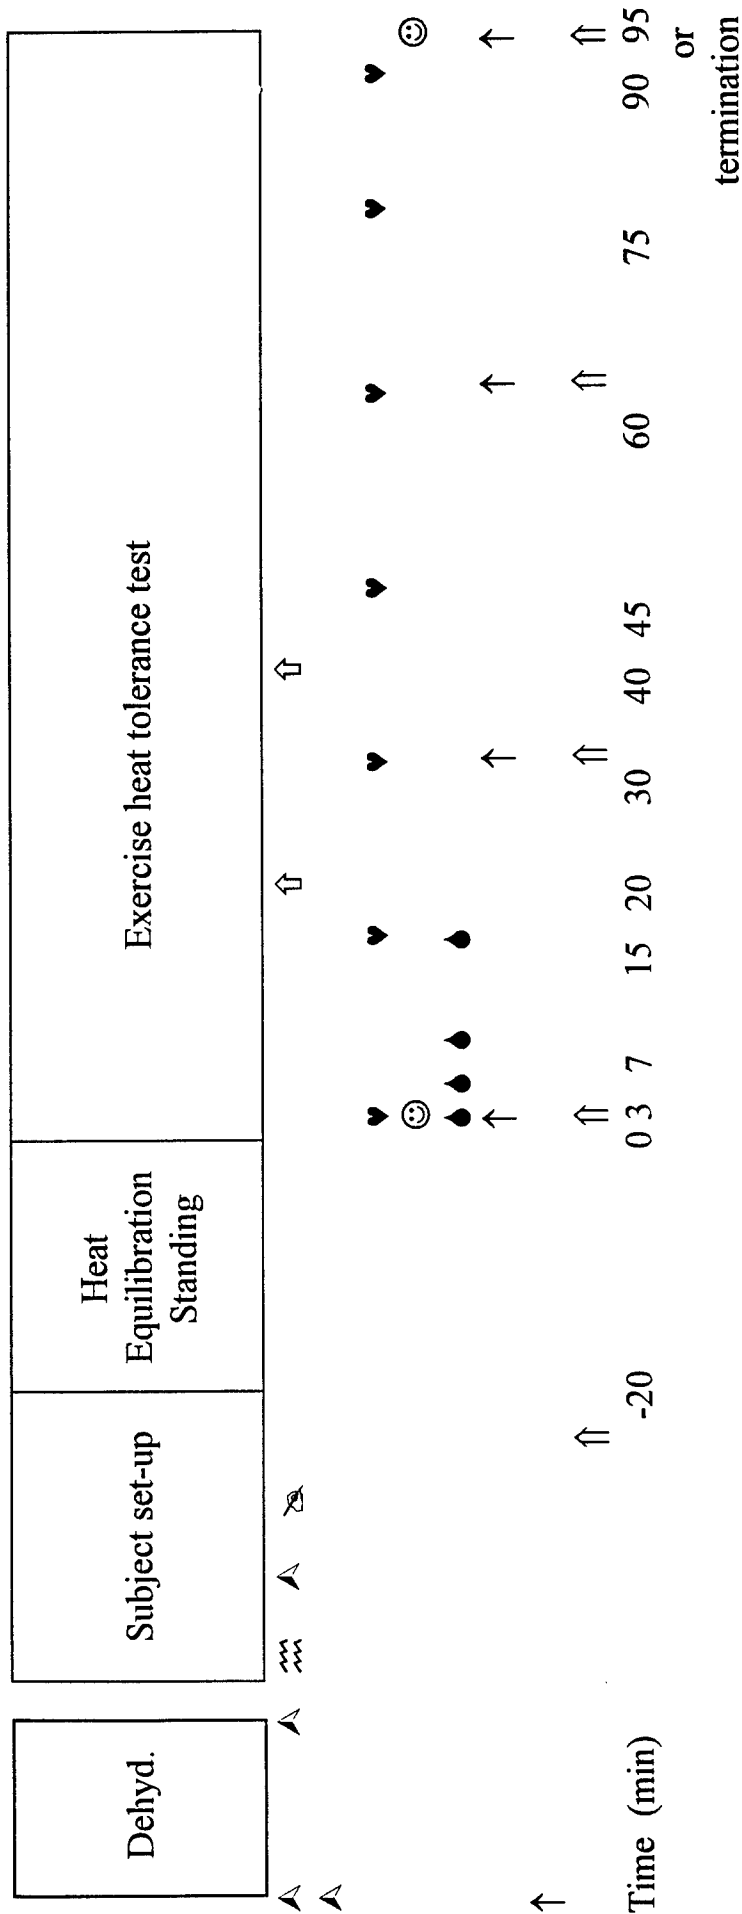 Dehyd.
Subject set-up
Heat
Equilibration
Standing
Exercise heat tolerance test
Time (min)
-20
0 3 7 15 20 30 40 45 60 75 90 95
or
termination